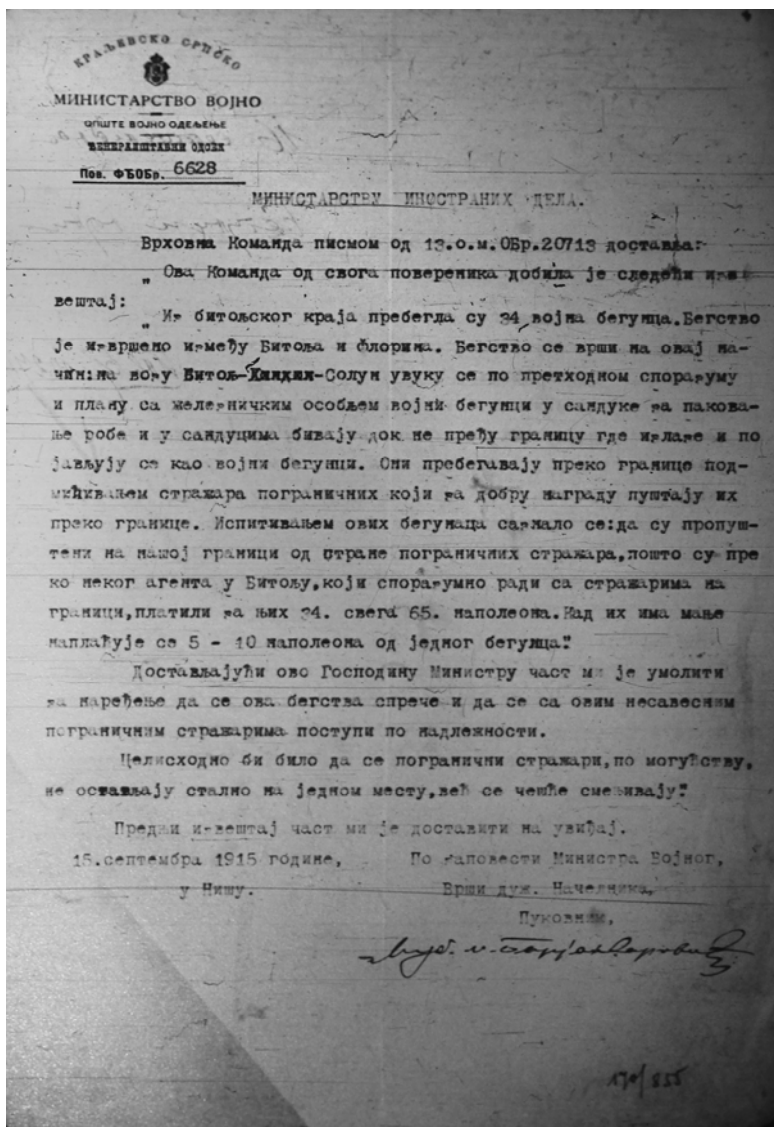 КРАЉЕВСКО СРПСКО
МИНИСТАРСТВО ВОЈНО
ОПШТЕ ВОЈНО ОДЕЉЕЊЕ
ЂЕНЕРАЛШТАБНИ ОДСЕК
Пов. ФЂОБр. 6628
МИНИСТАРСТВУ ИНОСТРАНИХ ДЕЛА.
Врховна Команда писмом од 13.о.м.ОБр.20713 доставља:
„ Ова Команда од свога повереника добила је следећи из-
вештај:
„ Из битољског краја пребегла су 34 војна бегунца.Бегство
је извршено између Битоља и Флорина. Бегство се врши на овај на-
чин:на возу Битољ-Солун увуку се по претходном споразуму
и плану са железничким особљем војни бегунци у сандуке за пакова-
ње робе и у сандуцима бивају док не пређу границу где излазе и по
јављују се као војни бегунци. Они пребегавају преко границе под-
мићивањем стражара пограничних који за добру награду пуштају их
преко границе. Испитивањем ових бегунаца сазнало се:да су пропуш-
тени на нашој граници од стране пограничних стражара,пошто су пре
ко неког агента у Битољу,који споразумно ради са стражарима на
граници,платили за њих 34. свега 65. наполеона.Кад их има мање
наплаћује се 5 - 10 наполеона од једног бегунца."
Достављајући ово Господину Министру част ми је умолити
за наређење да се ова бегства спрече и да се са овим несавесним
пограничним стражарима поступи по надлежности.
Целисходно би било да се погранични стражари,по могућству,
не остављају стално на једном месту,већ се чешће смењивају."
Предњи извештај част ми је доставити на увиђај.
15.септембра 1915 године, По заповести Министра Војног,
у Нишу. Врши дуж. Начелника,
Пуковник,